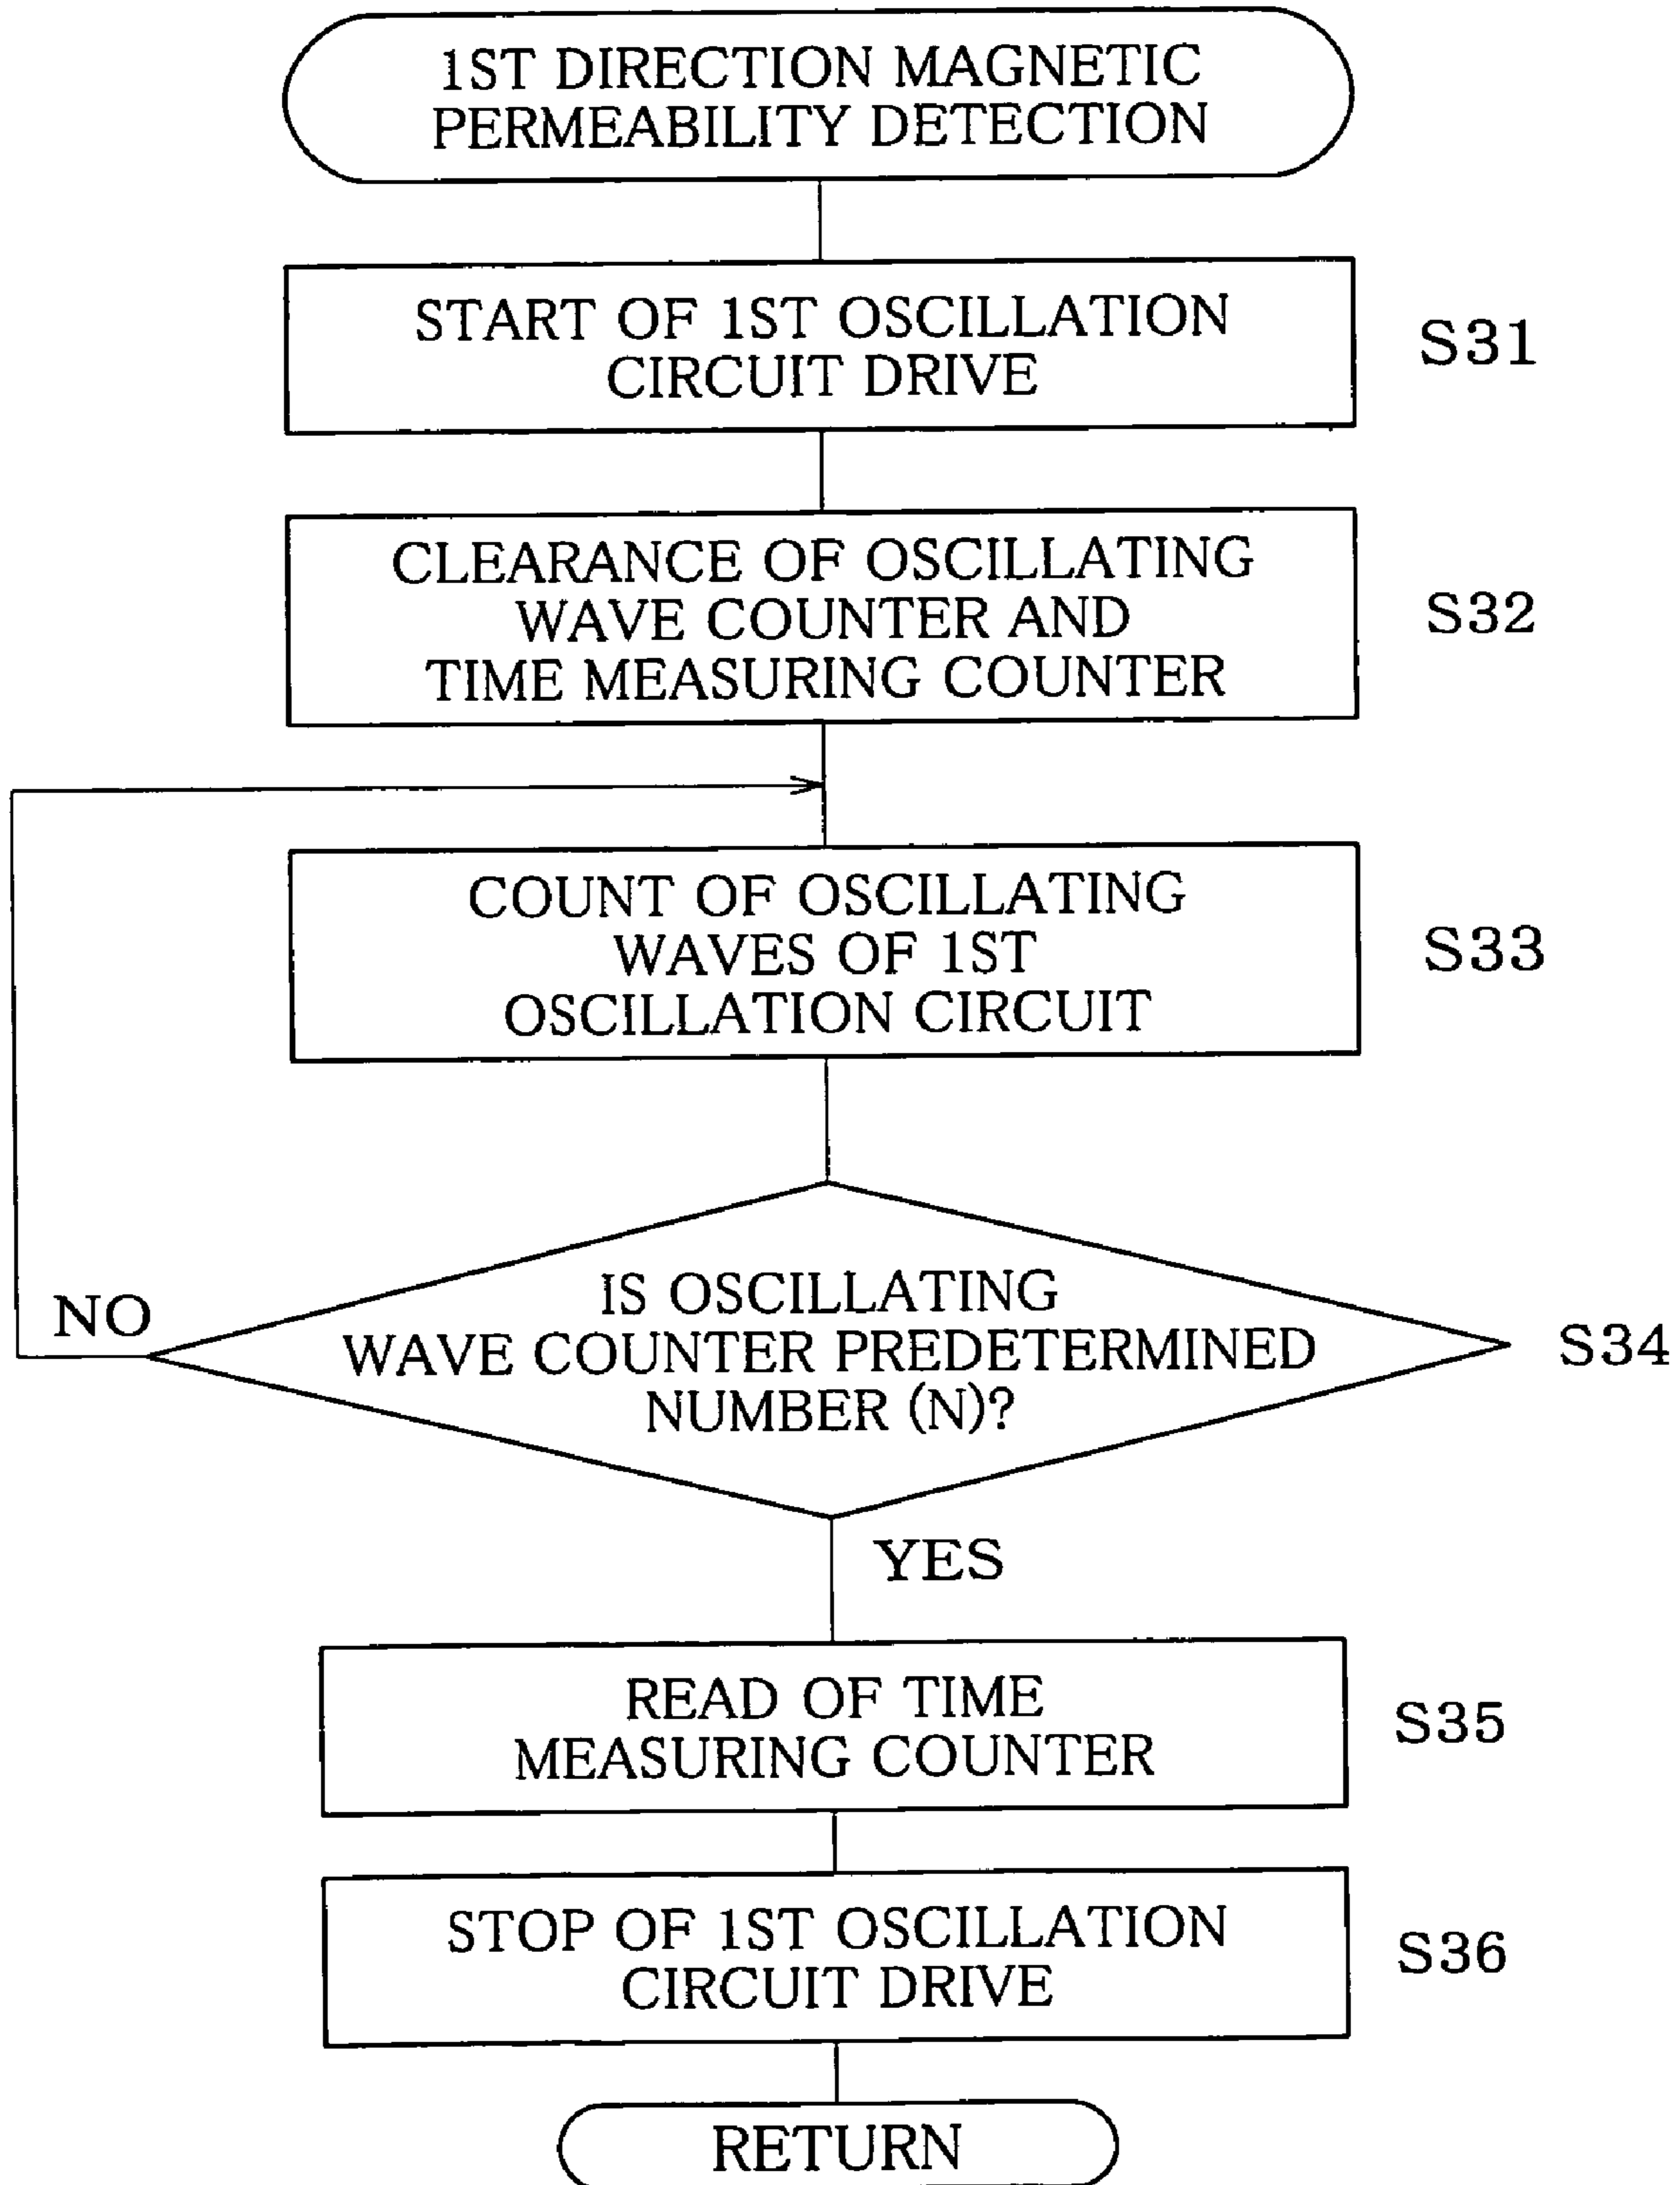 1ST DIRECTION MAGNETIC
PERMEABILITY DETECTION
START OF 1ST OSCILLATION
CIRCUIT DRIVE
S31
CLEARANCE OF OSCILLATING
WAVE COUNTER AND
TIME MEASURING COUNTER
S32
COUNT OF OSCILLATING
WAVES OF 1ST
OSCILLATION CIRCUIT
S33
IS OSCILLATING
WAVE COUNTER PREDETERMINED
NUMBER (N)?
S34
NO
YES
READ OF TIME
MEASURING COUNTER
S35
STOP OF 1ST OSCILLATION
CIRCUIT DRIVE
S36
RETURN